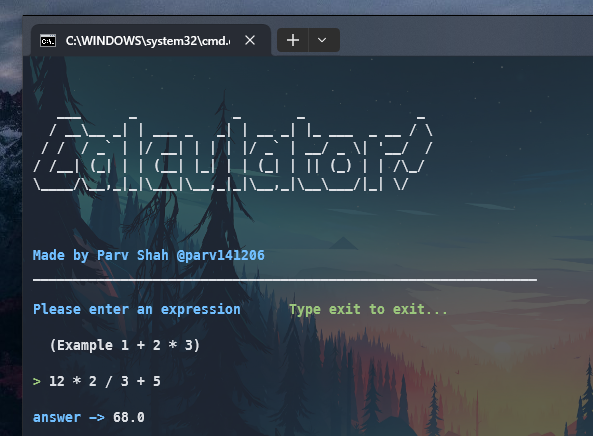 C:\WINDOWS\system32\cmd.
Calculator
Made by Parv Shah @parv141206
Please enter an expression Type exit to exit...
(Example 1 + 2 * 3)
> 12 * 2 / 3 + 5
answer —> 68.0